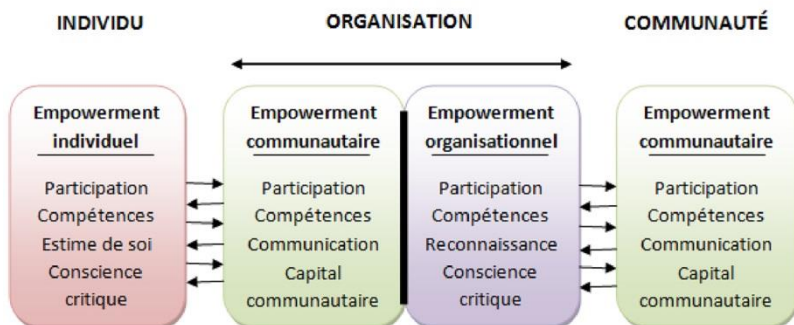 INDIVIDU
ORGANISATION
COMMUNAUTÉ
Empowerment
individuel
Participation
Compétences
Estime de soi
Conscience
critique
Empowerment
communautaire
Participation
Compétences
Communication
Capital
communautaire
Empowerment
organisationnel
Participation
Compétences
Reconnaissance
Conscience
critique
Empowerment
communautaire
Participation
Compétences
Communication
Capital
communautaire